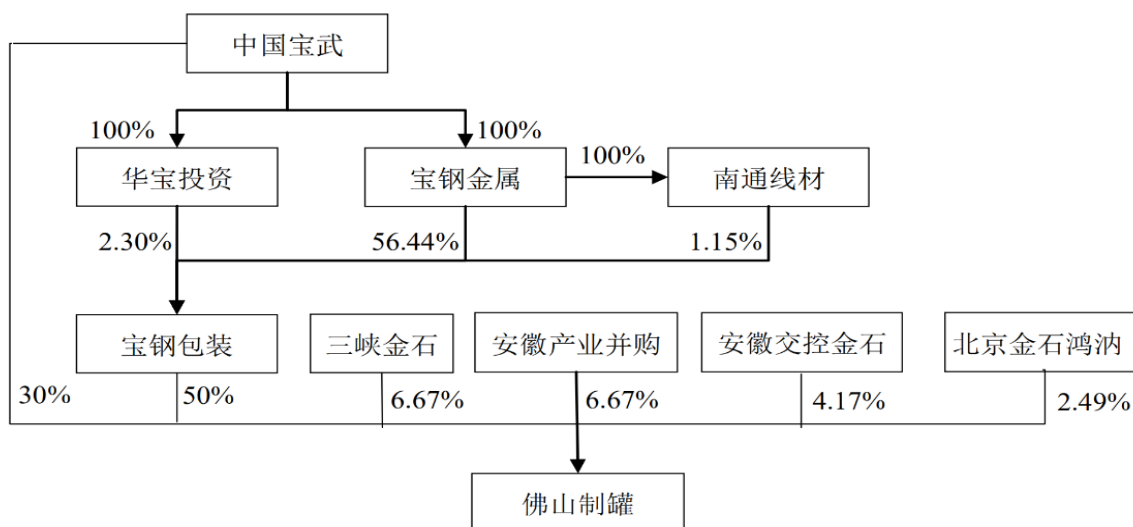 中国宝武
100%
100%
华宝投资
宝钢金属
100%
南通线材
2.30%
56.44%
1.15%
宝钢包装
三峡金石
安徽产业并购
安徽交控金石
北京金石鸿汭
30%
50%
6.67%
6.67%
4.17%
2.49%
佛山制罐